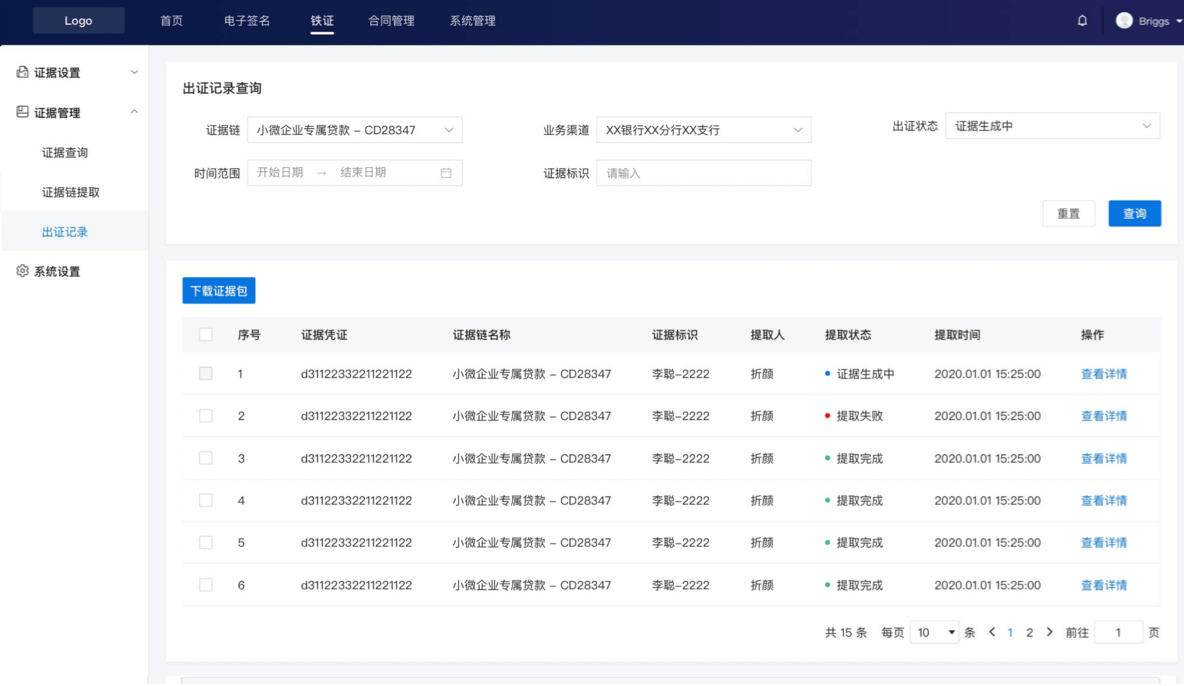 Logo 首页 电子签名 铁证 合同管理 系统管理 Briggs
证据设置
证据管理
证据查询
证据链提取
出证记录
系统设置
出证记录查询
证据链 小微企业专属贷款 – CD28347 业务渠道 XX银行XX分行XX支行 出证状态 证据生成中
时间范围 开始日期 → 结束日期 证据标识 请输入
重置 查询
下载证据包
序号 证据凭证 证据链名称 证据标识 提取人 提取状态 提取时间 操作
1 d31122332211221122 小微企业专属贷款 – CD28347 李聪–2222 折颜 证据生成中 2020.01.01 15:25:00 查看详情
2 d31122332211221122 小微企业专属贷款 – CD28347 李聪–2222 折颜 提取失败 2020.01.01 15:25:00 查看详情
3 d31122332211221122 小微企业专属贷款 – CD28347 李聪–2222 折颜 提取完成 2020.01.01 15:25:00 查看详情
4 d31122332211221122 小微企业专属贷款 – CD28347 李聪–2222 折颜 提取完成 2020.01.01 15:25:00 查看详情
5 d31122332211221122 小微企业专属贷款 – CD28347 李聪–2222 折颜 提取完成 2020.01.01 15:25:00 查看详情
6 d31122332211221122 小微企业专属贷款 – CD28347 李聪–2222 折颜 提取完成 2020.01.01 15:25:00 查看详情
共 15 条 每页 10 条 < 1 2 > 前往 1 页